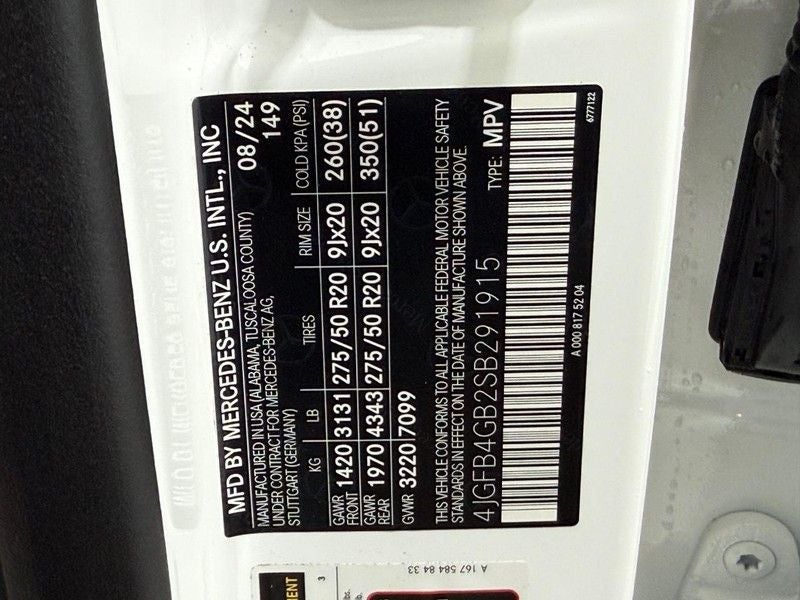 MFD BY MERCEDES-BENZ U.S. INTL., INC
MANUFACTURED IN USA (ALABAMA, TUSCALOOSA COUNTY) 08/24
UNDER CONTRACT FOR MERCEDES-BENZ AG, 149
STUTTGART (GERMANY)
KG LB TIRES RIM SIZE COLD KPA (PSI)
GAWR FRONT 1420 3131 275/50 R20 9Jx20 260(38)
GAWR REAR 1970 4343 275/50 R20 9Jx20 350(51)
GVWR 3220 7099
THIS VEHICLE CONFORMS TO ALL APPLICABLE FEDERAL MOTOR VEHICLE SAFETY
STANDARDS IN EFFECT ON THE DATE OF MANUFACTURE SHOWN ABOVE.
4JGFB4GB2SB291915 TYPE: MPV
A 000 817 52 04
6777122
A 167 584 84 33
3